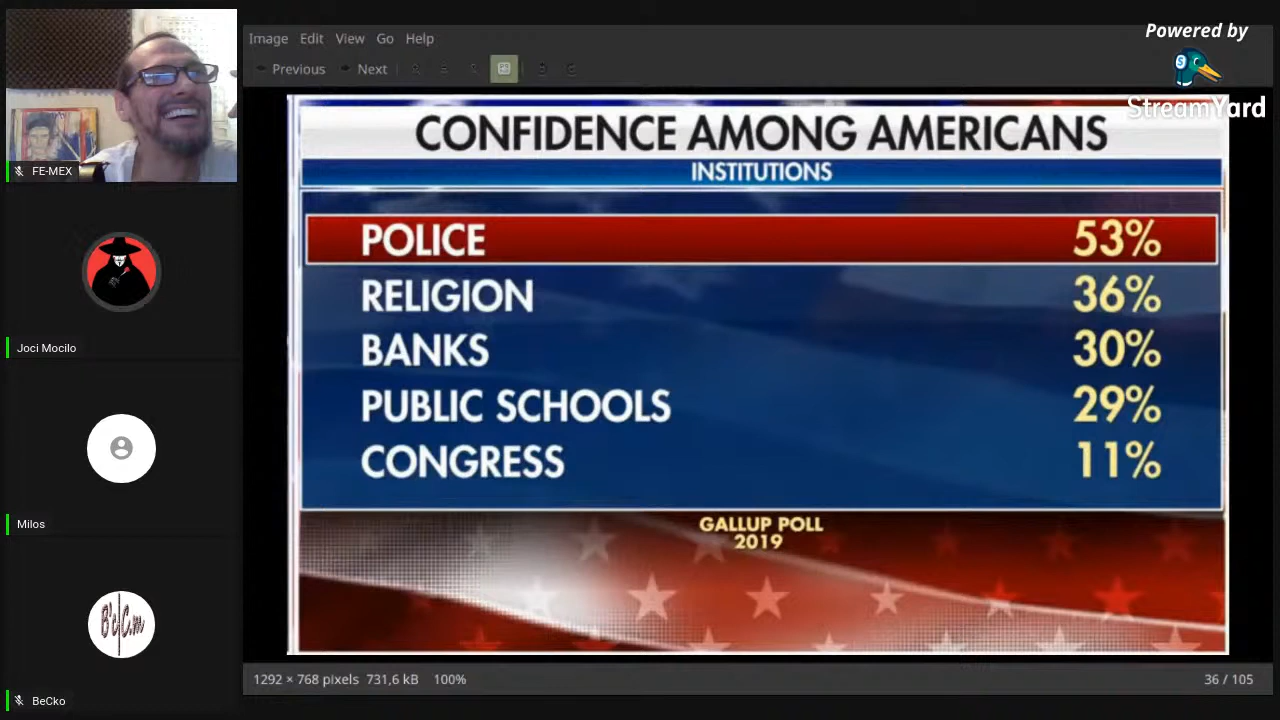 Image Edit View Go Help
Powered by
Previous Next
StreamYard
CONFIDENCE AMONG AMERICANS
INSTITUTIONS
POLICE 53%
RELIGION 36%
BANKS 30%
PUBLIC SCHOOLS 29%
CONGRESS 11%
GALLUP POLL
2019
1292 × 768 pixels 731,6 kB 100% 36 / 105
FE-MEX
Joci Mocilo
Milos
BeCko